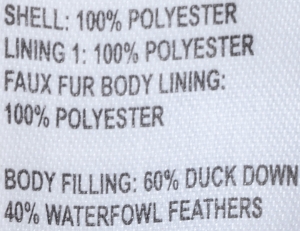 SHELL: 100% POLYESTER
LINING 1: 100% POLYESTER
FAUX FUR BODY LINING:
100% POLYESTER
BODY FILLING: 60% DUCK DOWN
40% WATERFOWL FEATHERS